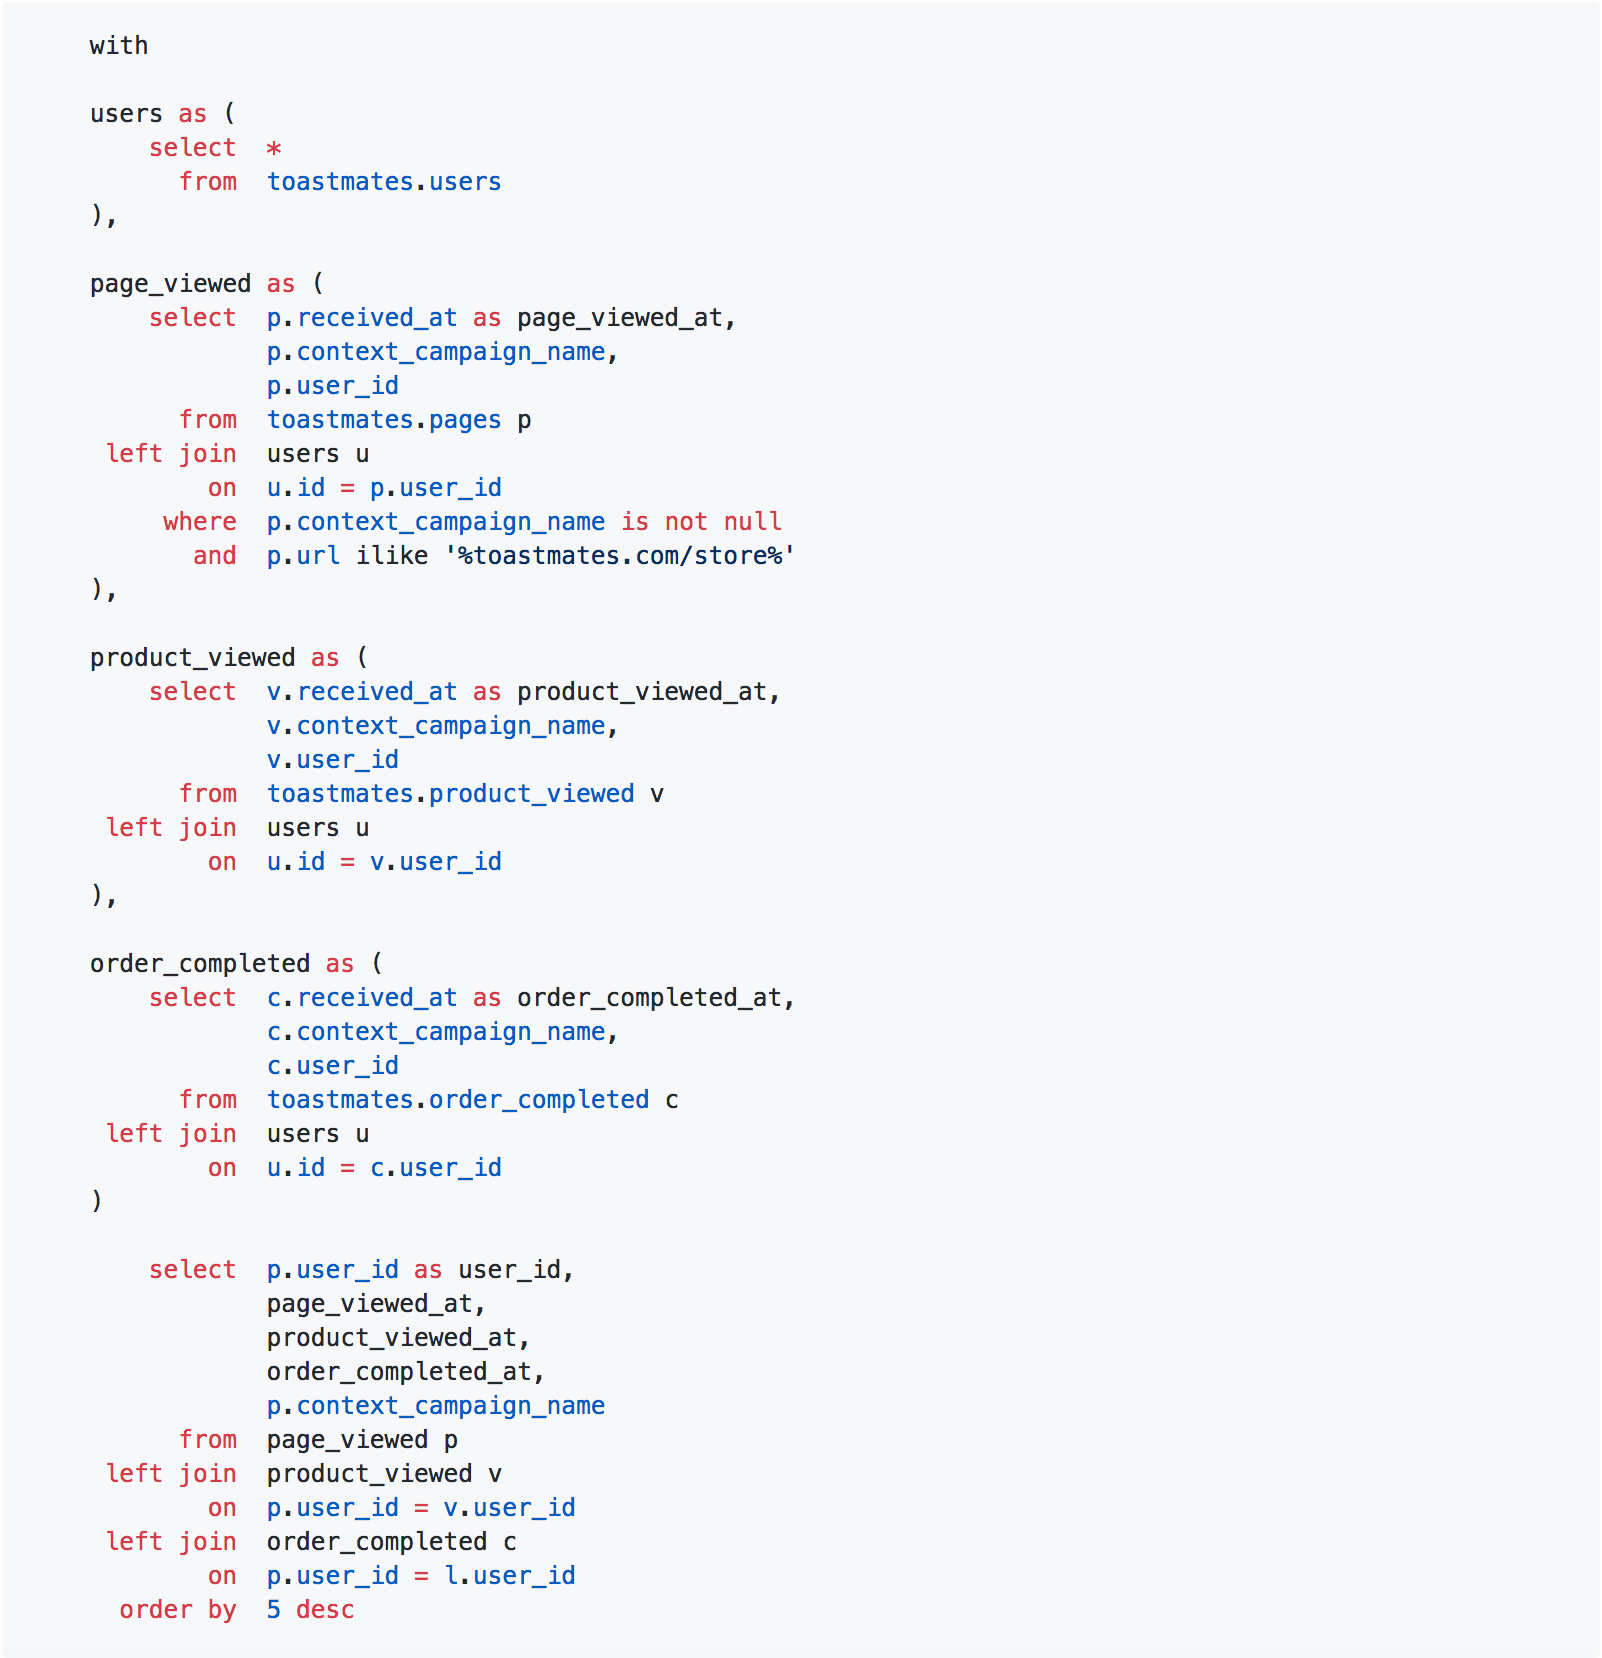 with
users as (
select *
from toastmates.users
),
page_viewed as (
select p.received_at as page_viewed_at,
p.context_campaign_name,
p.user_id
from toastmates.pages p
left join users u
on u.id = p.user_id
where p.context_campaign_name is not null
and p.url ilike '%toastmates.com/store%'
),
product_viewed as (
select v.received_at as product_viewed_at,
v.context_campaign_name,
v.user_id
from toastmates.product_viewed v
left join users u
on u.id = v.user_id
),
order_completed as (
select c.received_at as order_completed_at,
c.context_campaign_name,
c.user_id
from toastmates.order_completed c
left join users u
on u.id = c.user_id
)
select p.user_id as user_id,
page_viewed_at,
product_viewed_at,
order_completed_at,
p.context_campaign_name
from page_viewed p
left join product_viewed v
on p.user_id = v.user_id
left join order_completed c
on p.user_id = l.user_id
order by 5 desc